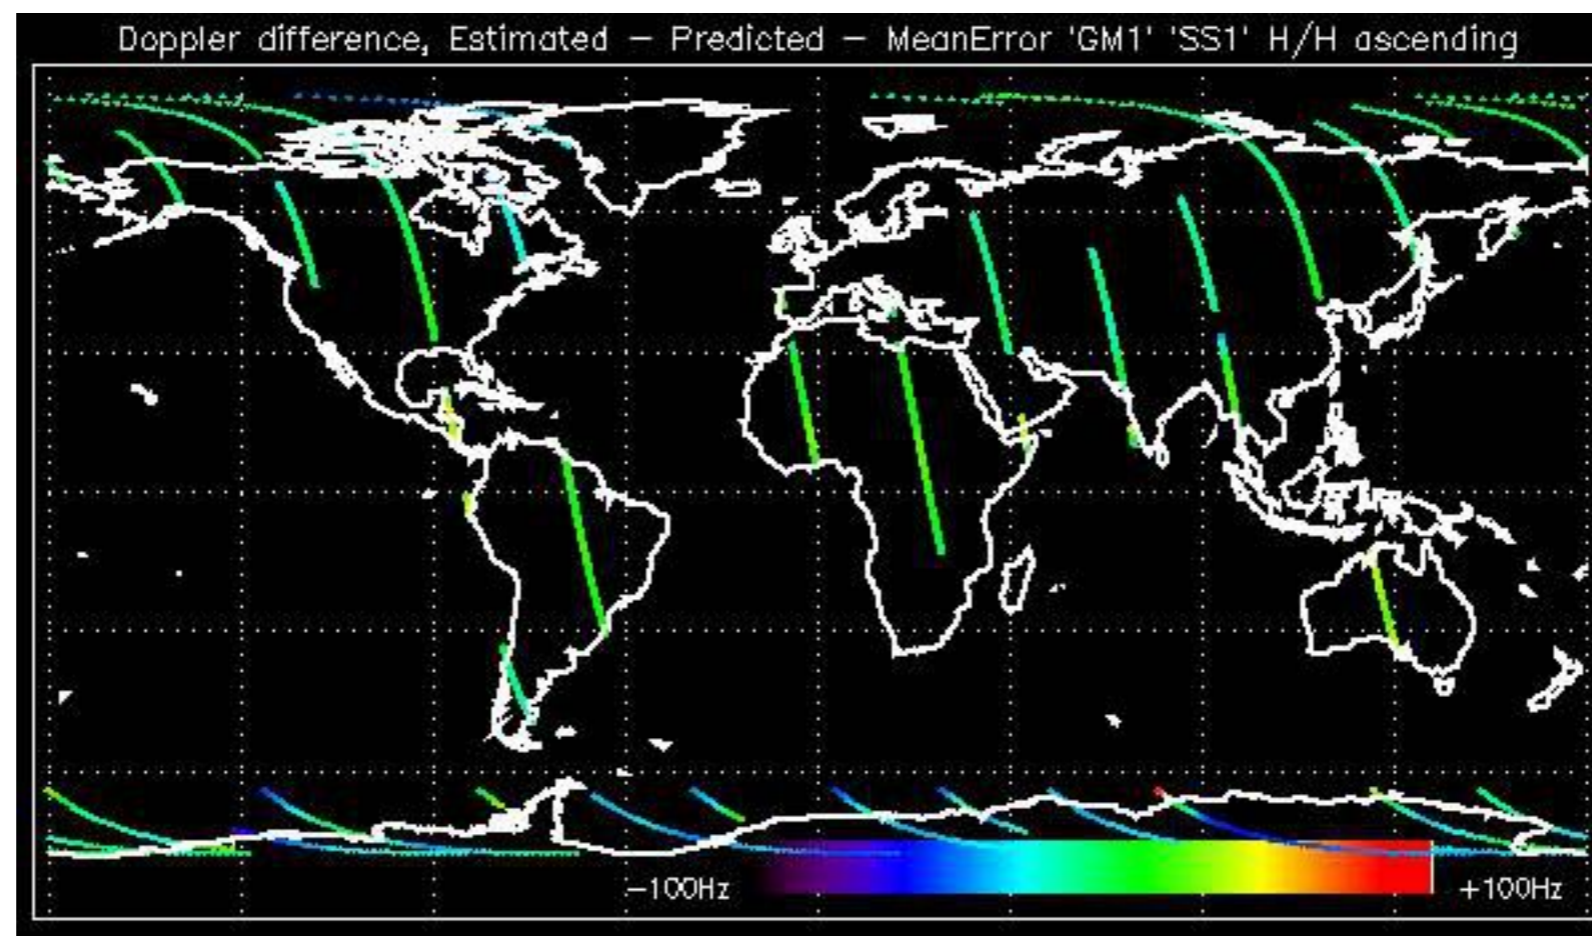 Doppler difference, Estimated – Predicted – MeanError 'GM1' 'SS1' H/H ascending
–100Hz
+100Hz